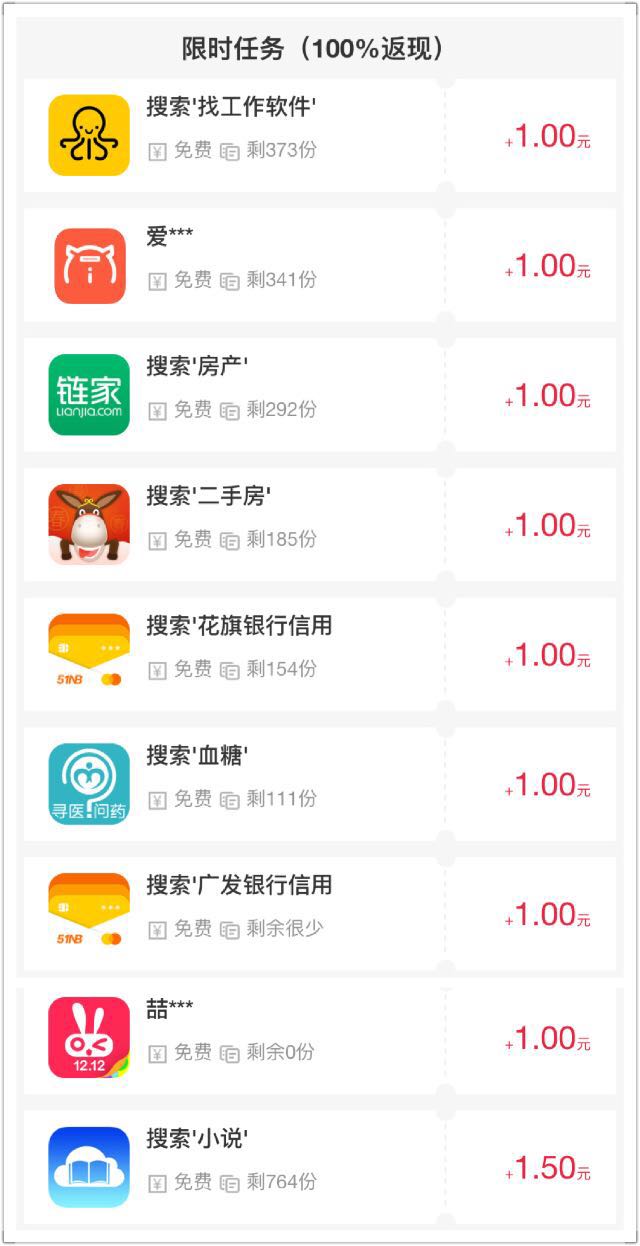 限时任务（100%返现）
搜索'找工作软件'
免费 剩373份
+1.00元
爱***
免费 剩341份
+1.00元
链家
LIANJIA.COM
搜索'房产'
免费 剩292份
+1.00元
搜索'二手房'
免费 剩185份
+1.00元
51NB
搜索'花旗银行信用
免费 剩154份
+1.00元
寻医问药
搜索'血糖'
免费 剩111份
+1.00元
51NB
搜索'广发银行信用
免费 剩余很少
+1.00元
12.12
喆***
免费 剩余0份
+1.00元
搜索'小说'
免费 剩764份
+1.50元